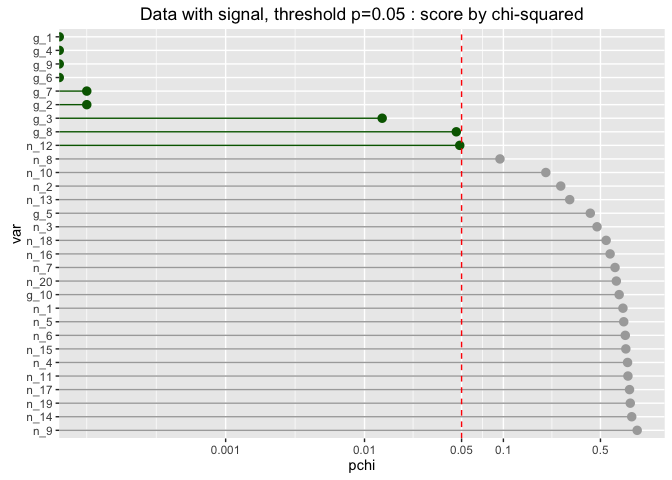 Data with signal, threshold p=0.05 : score by chi-squared
var
g_1
g_4
g_9
g_6
g_7
g_2
g_3
g_8
n_12
n_8
n_10
n_2
n_13
g_5
n_3
n_18
n_16
n_7
n_20
g_10
n_1
n_5
n_6
n_15
n_4
n_11
n_17
n_19
n_14
n_9
0.001 0.01 0.05 0.1 0.5
pchi